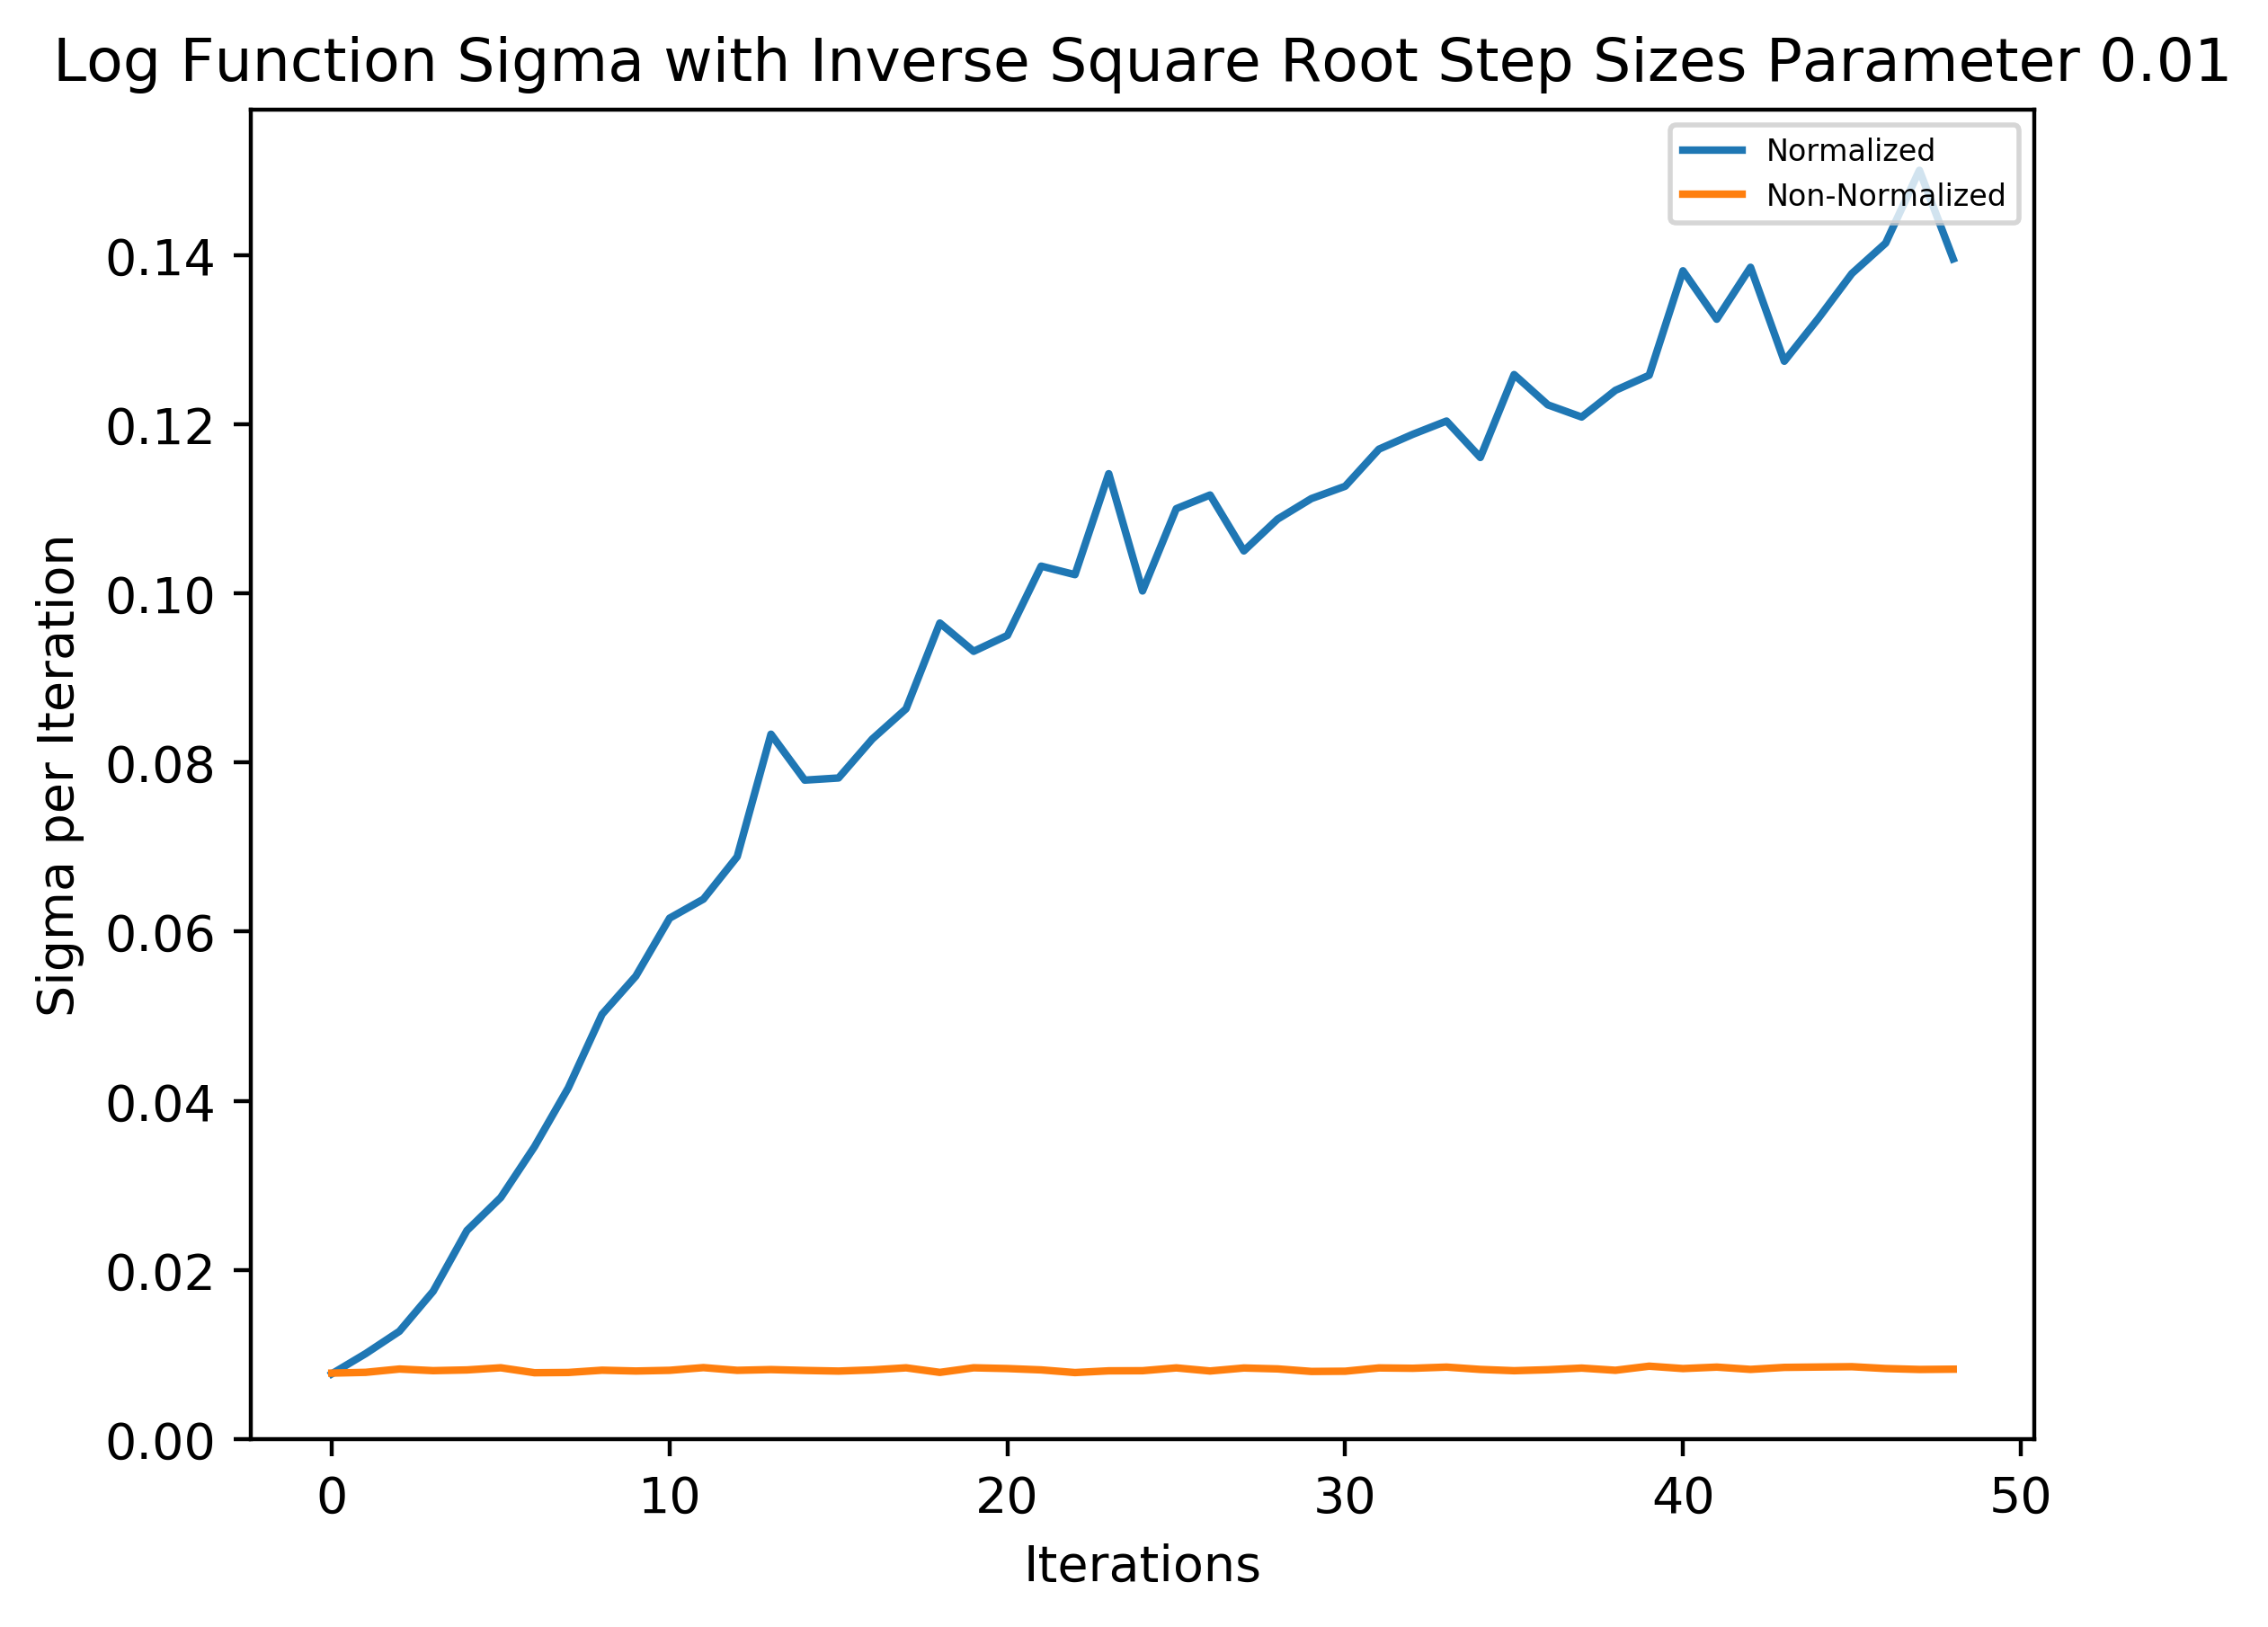 Log Function Sigma with Inverse Square Root Step Sizes Parameter 0.01
Normalized
Non-Normalized
Sigma per Iteration
0.14
0.12
0.10
0.08
0.06
0.04
0.02
0.00
0 10 20 30 40 50
Iterations